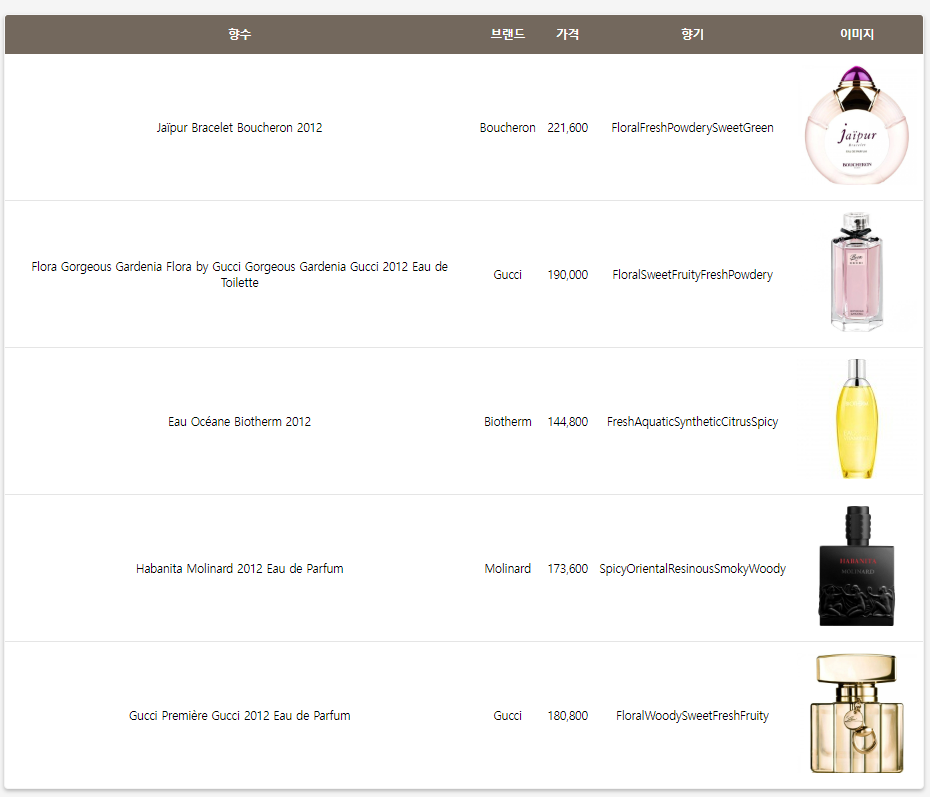 향수 브랜드 가격 향기 이미지
Jaïpur Bracelet Boucheron 2012 Boucheron 221,600 FloralFreshPowderySweetGreen
jaïpur
Bracelet
BOUCHERON
Flora Gorgeous Gardenia Flora by Gucci Gorgeous Gardenia Gucci 2012 Eau de
Toilette
Gucci 190,000 FloralSweetFruityFreshPowdery
Eau Océane Biotherm 2012 Biotherm 144,800 FreshAquaticSyntheticCitrusSpicy
Habanita Molinard 2012 Eau de Parfum Molinard 173,600 SpicyOrientalResinousSmokyWoody
HABANITA
MOLINARD
Gucci Première Gucci 2012 Eau de Parfum Gucci 180,800 FloralWoodySweetFreshFruity